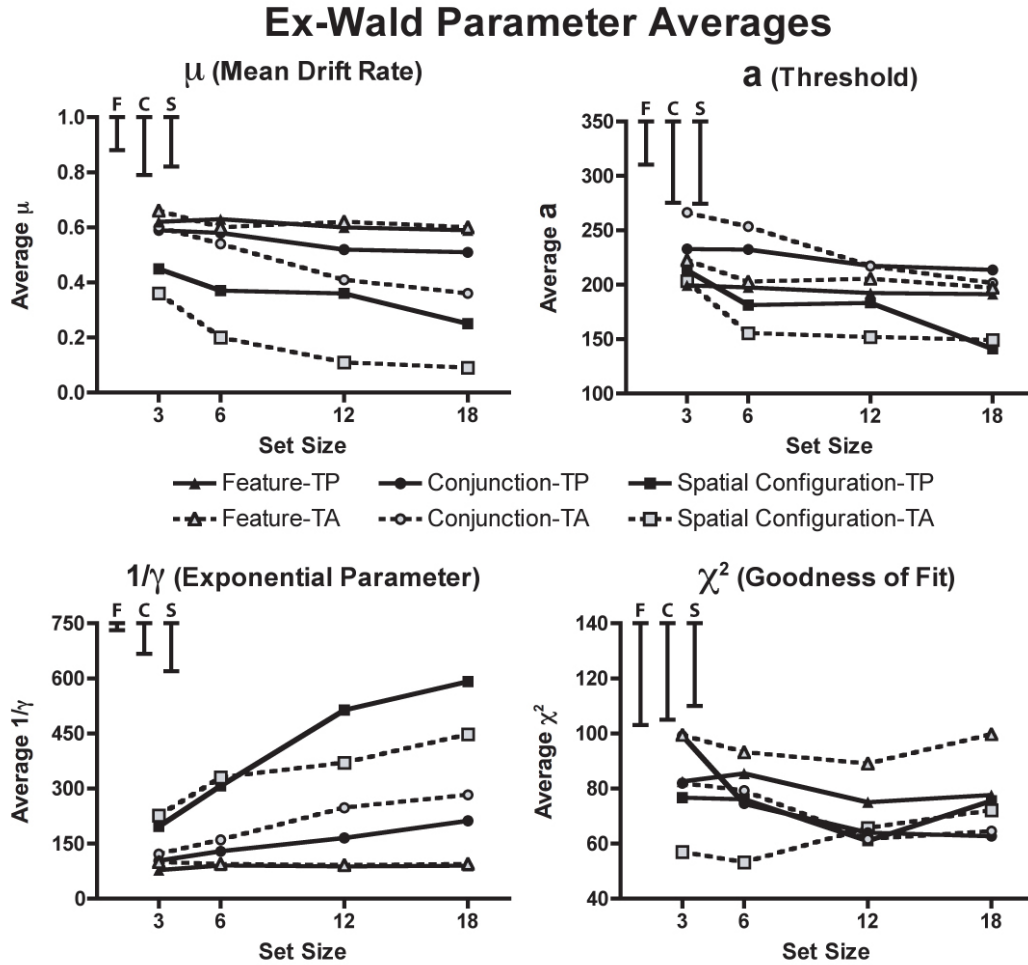 Ex-Wald Parameter Averages
μ (Mean Drift Rate)
F C S
1.0
0.8
0.6
0.4
0.2
0.0
Average μ
3 6 12 18
Set Size
a (Threshold)
F C S
350
300
250
200
150
100
Average a
3 6 12 18
Set Size
Feature-TP Conjunction-TP Spatial Configuration-TP
Feature-TA Conjunction-TA Spatial Configuration-TA
1/γ (Exponential Parameter)
F C S
750
600
450
300
150
0
Average 1/γ
3 6 12 18
Set Size
χ² (Goodness of Fit)
F C S
140
120
100
80
60
40
Average χ²
3 6 12 18
Set Size